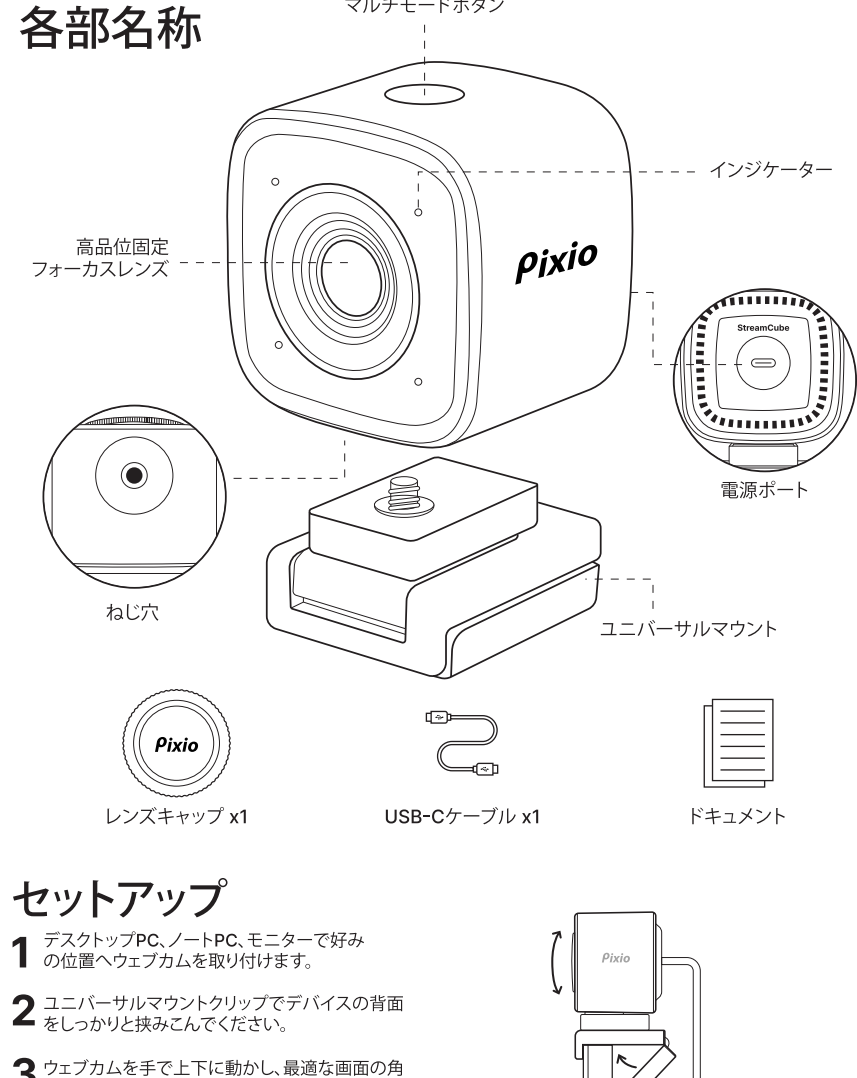 マルチモードボタン
各部名称
インジケーター
高品位固定
フォーカスレンズ
Pixio
StreamCube
電源ポート
ねじ穴
ユニバーサルマウント
Pixio
レンズキャップ x1
USB-Cケーブル x1
ドキュメント
セットアップ
1 デスクトップPC、ノートPC、モニターで好み
の位置へウェブカムを取り付けます。
Pixio
2 ユニバーサルマウントクリップでデバイスの背面
をしっかりと挟みこんでください。
3 ウェブカムを手で上下に動かし、最適な画面の角